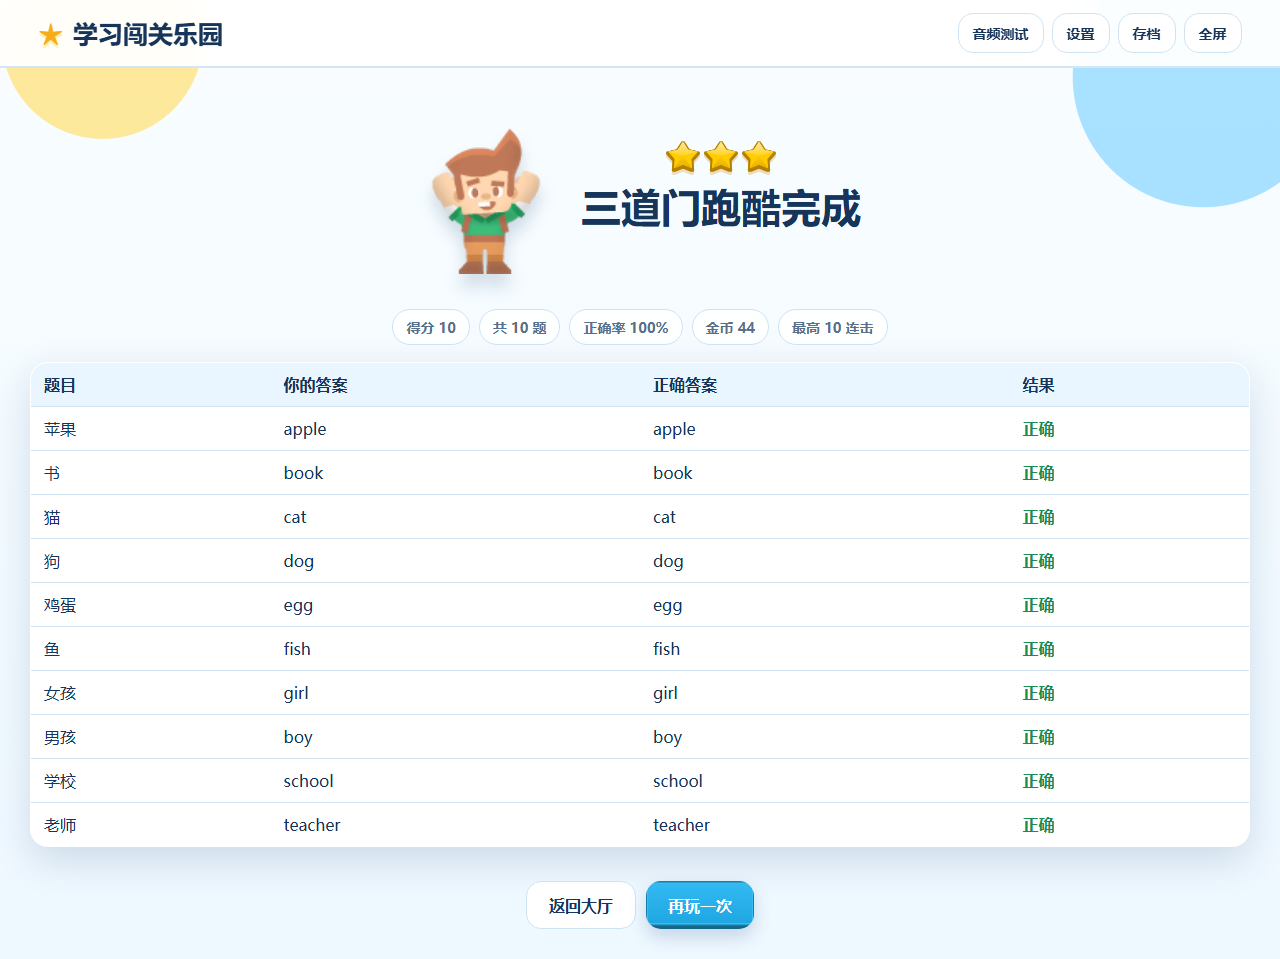 学习闯关乐园
音频测试 设置 存档 全屏
三道门跑酷完成
得分 10 共 10 题 正确率 100% 金币 44 最高 10 连击
题目 你的答案 正确答案 结果
苹果 apple apple 正确
书 book book 正确
猫 cat cat 正确
狗 dog dog 正确
鸡蛋 egg egg 正确
鱼 fish fish 正确
女孩 girl girl 正确
男孩 boy boy 正确
学校 school school 正确
老师 teacher teacher 正确
返回大厅 再玩一次